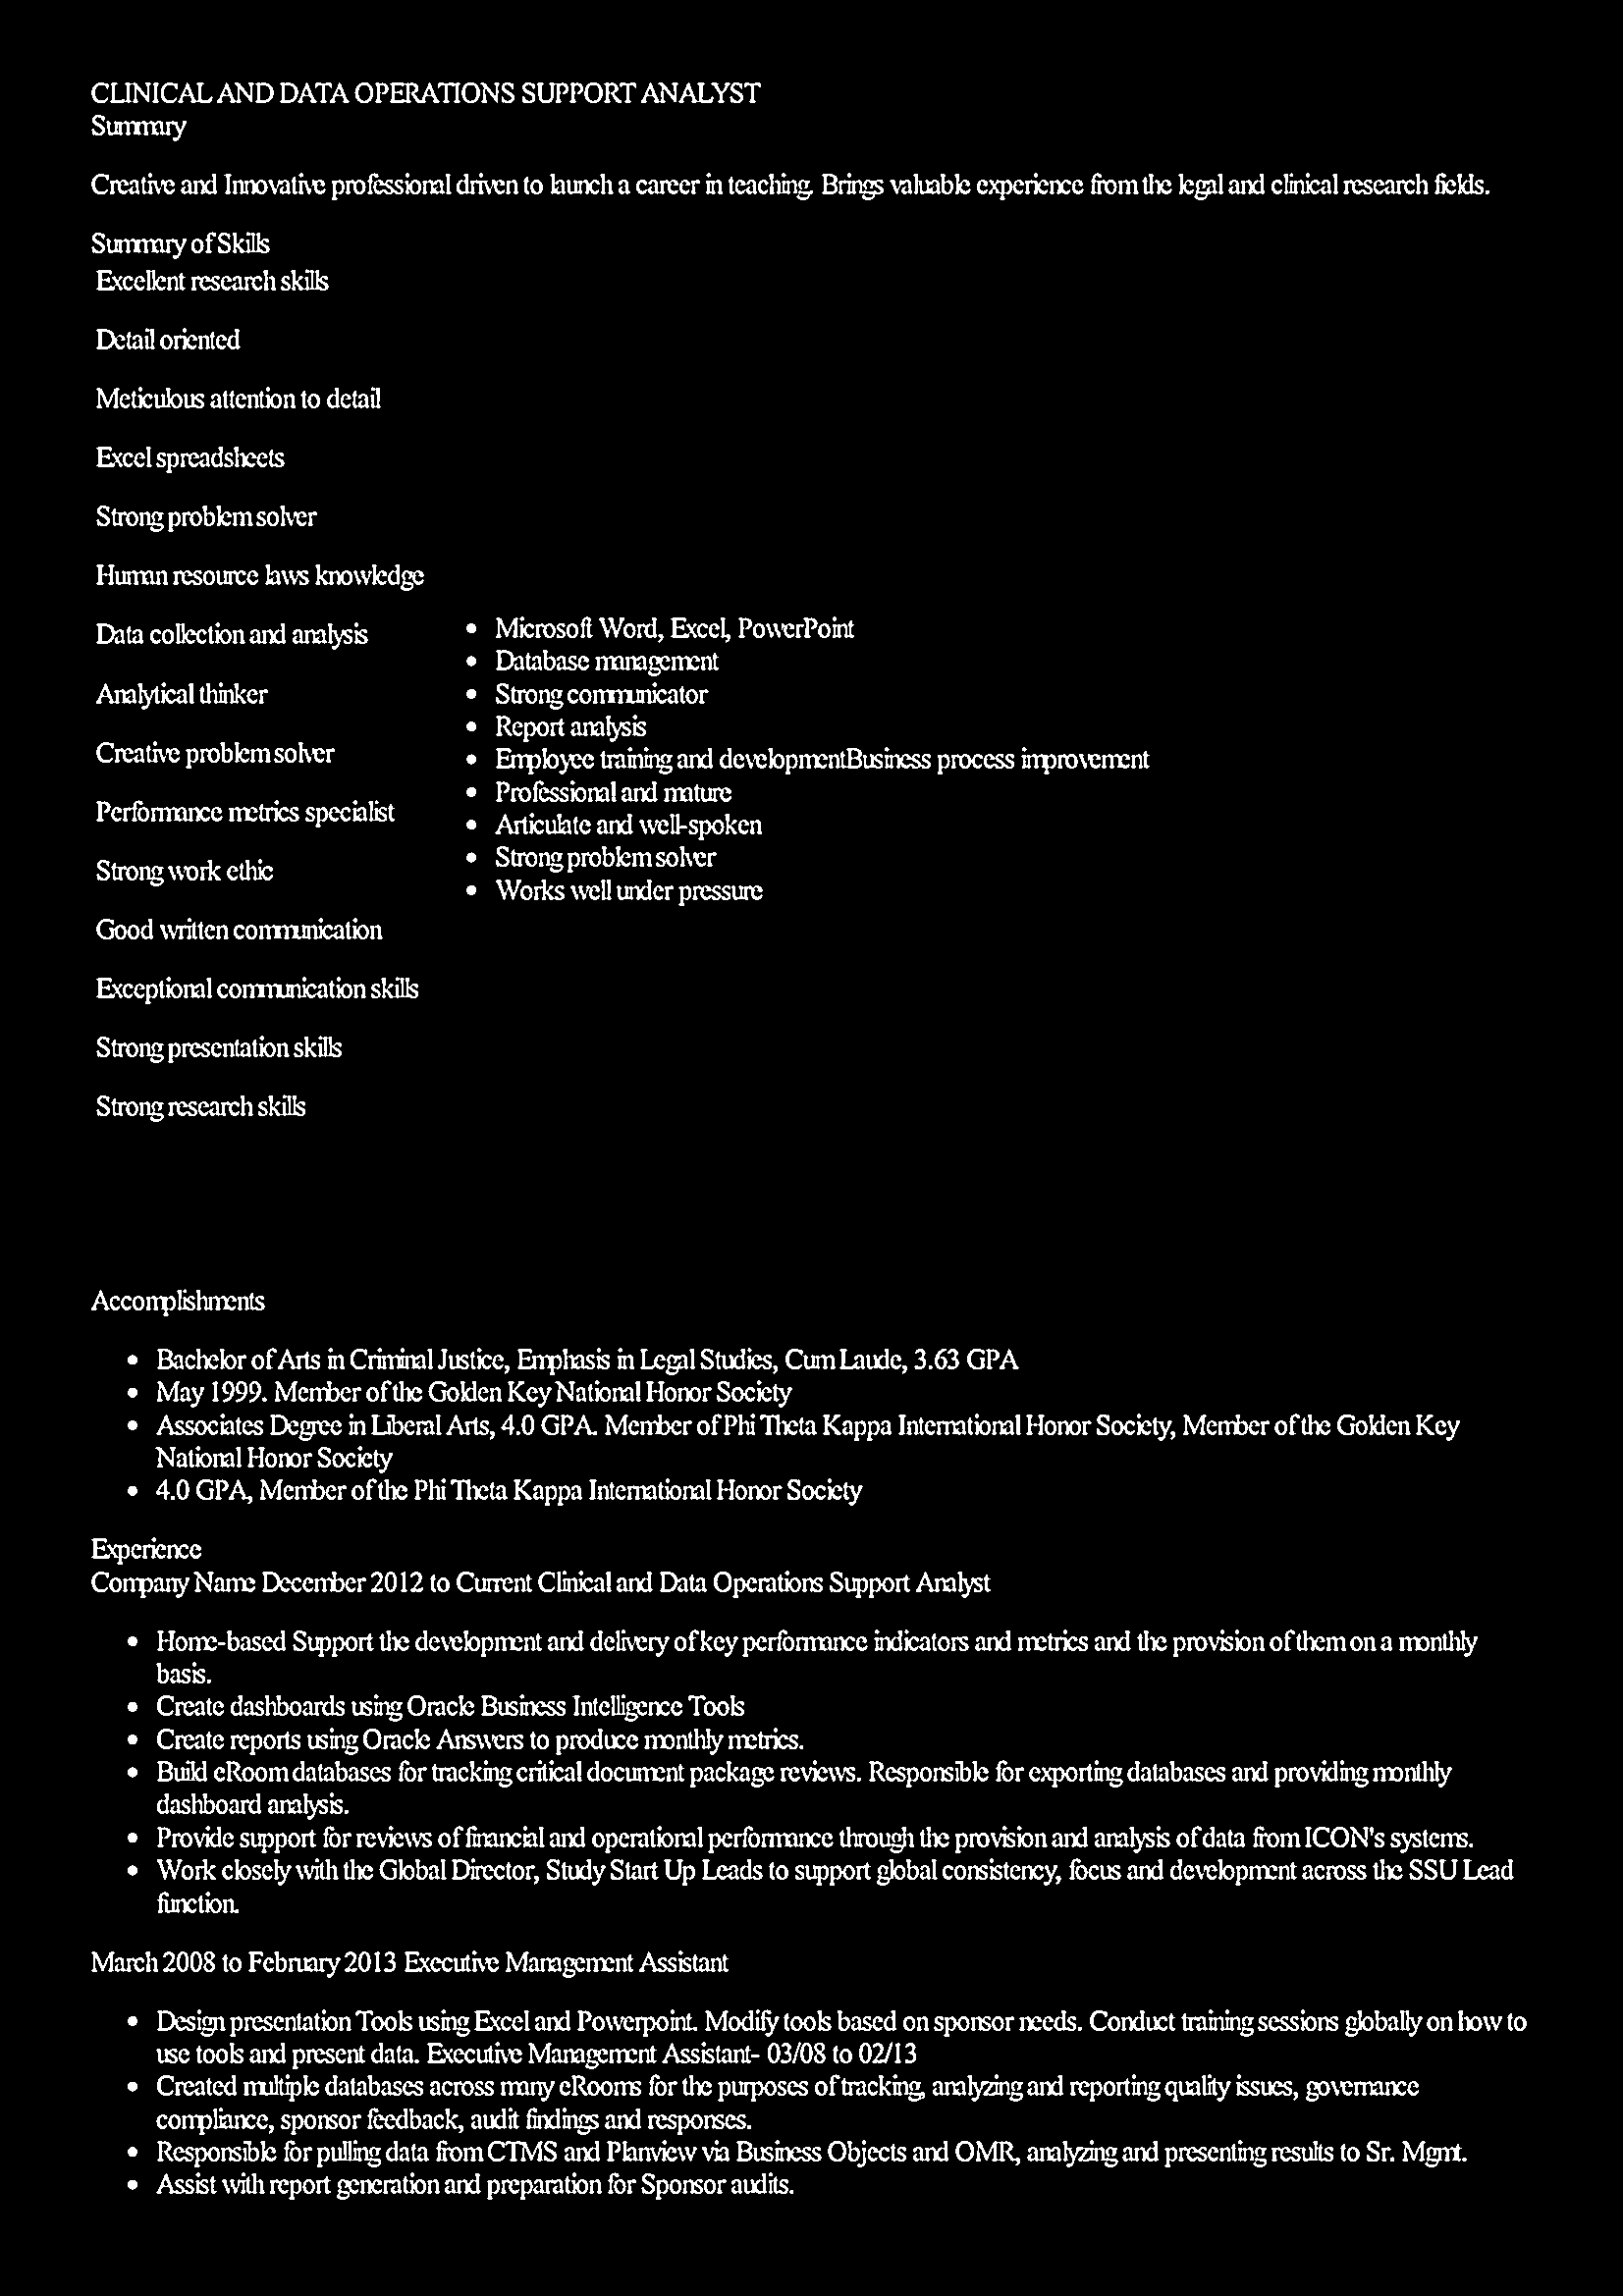 CLINICAL AND DATA OPERATIONS SUPPORT ANALYST
Summary
Creative and Innovative professional driven to launch a career in teaching. Brings valuable experience from the legal and clinical research fields.
Summary of Skills
Excellent research skills
Detail oriented
Meticulous attention to detail
Excel spreadsheets
Strong problem solver
Human resource laws knowledge
Data collection and analysis
Analytical thinker
Creative problem solver
Performance metrics specialist
Strong work ethic
Good written communication
Exceptional communication skills
Strong presentation skills
Strong research skills
• Microsoft Word, Excel, PowerPoint
• Database management
• Strong communicator
• Report analysis
• Employee training and developmentBusiness process improvement
• Professional and mature
• Articulate and well-spoken
• Strong problem solver
• Works well under pressure
Accomplishments
• Bachelor of Arts in Criminal Justice, Emphasis in Legal Studies, Cum Laude, 3.63 GPA
• May 1999. Member of the Golden Key National Honor Society
• Associates Degree in Liberal Arts, 4.0 GPA. Member of Phi Theta Kappa International Honor Society, Member of the Golden Key
National Honor Society
• 4.0 GPA, Member of the Phi Theta Kappa International Honor Society
Experience
Company Name December 2012 to Current Clinical and Data Operations Support Analyst
• Home-based Support the development and delivery of key performance indicators and metrics and the provision of them on a monthly
basis.
• Create dashboards using Oracle Business Intelligence Tools
• Create reports using Oracle Answers to produce monthly metrics.
• Build eRoom databases for tracking critical document package reviews. Responsible for exporting databases and providing monthly
dashboard analysis.
• Provide support for reviews of financial and operational performance through the provision and analysis of data from ICON's systems.
• Work closely with the Global Director, Study Start Up Leads to support global consistency, focus and development across the SSU Lead
function.
March 2008 to February 2013 Executive Management Assistant
• Design presentation Tools using Excel and Powerpoint. Modify tools based on sponsor needs. Conduct training sessions globally on how to
use tools and present data. Executive Management Assistant- 03/08 to 02/13
• Created multiple databases across many eRooms for the purposes of tracking, analyzing and reporting quality issues, governance
compliance, sponsor feedback, audit findings and responses.
• Responsible for pulling data from CTMS and Planview via Business Objects and OMR, analyzing and presenting results to Sr. Mgmt.
• Assist with report generation and preparation for Sponsor audits.